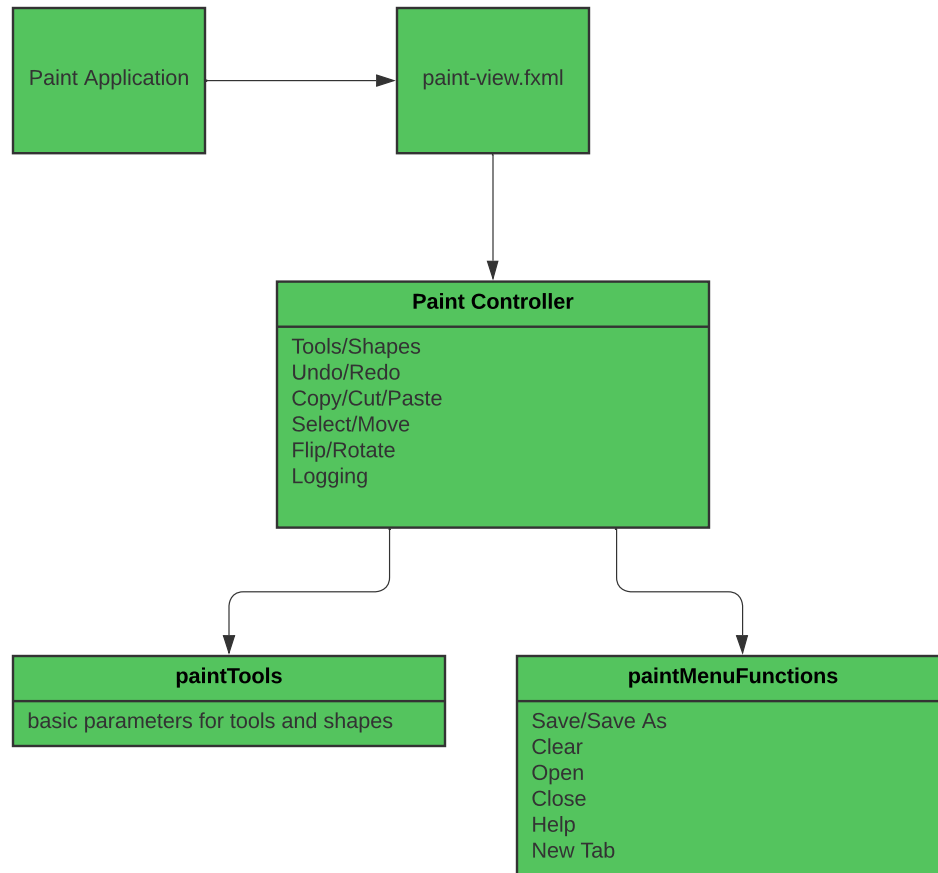 Paint Application
paint-view.fxml
Paint Controller
Tools/Shapes
Undo/Redo
Copy/Cut/Paste
Select/Move
Flip/Rotate
Logging
paintTools
basic parameters for tools and shapes
paintMenuFunctions
Save/Save As
Clear
Open
Close
Help
New Tab